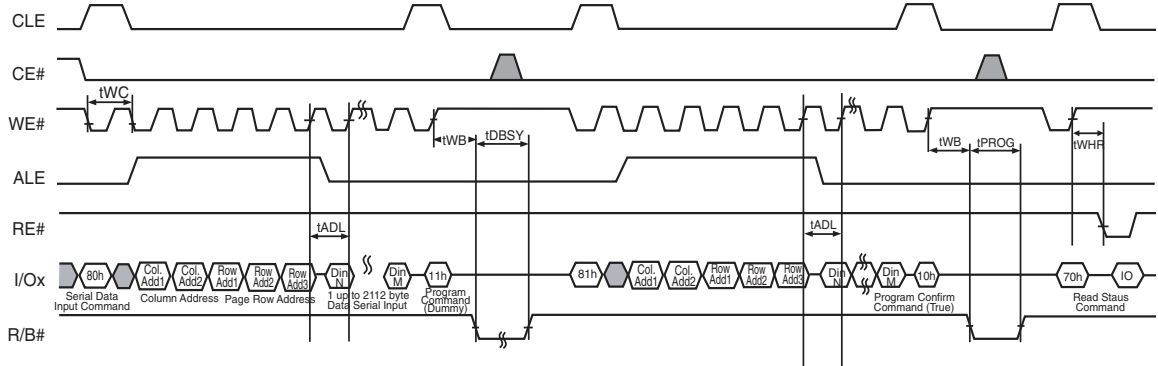 CLE
CE#
tWC
WE#
tWB
tDBSY
tWB
tPROG
tWHR
ALE
RE#
tADL
tADL
I/Ox
80h
Col.
Add1
Col.
Add2
Row
Add1
Row
Add2
Row
Add3
Din
N
Din
M
11h
81h
Col.
Add1
Col.
Add2
Row
Add1
Row
Add2
Row
Add3
Din
N
Din
M
10h
70h
IO
Serial Data
Input Command
Column Address
Page Row Address
1 up to 2112 byte
Data Serial Input
Program
Command
(Dummy)
Program Confirm
Command (True)
Read Staus
Command
R/B#